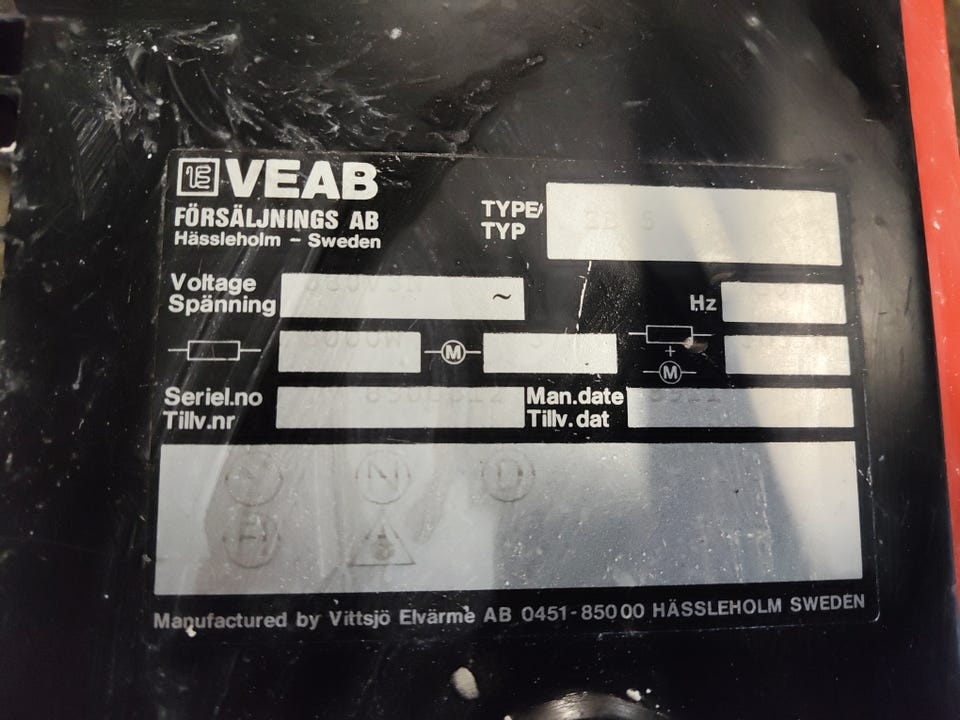 VEAB
FÖRSÄLJNINGS AB
Hässleholm - Sweden
TYPE/
TYP
Voltage
Spänning
~
Hz
M
+
M
Seriel.no
Tillv.nr
Man.date
Tillv.dat
N D
Manufactured by Vittsjö Elvärme AB 0451-85000 HÄSSLEHOLM SWEDEN